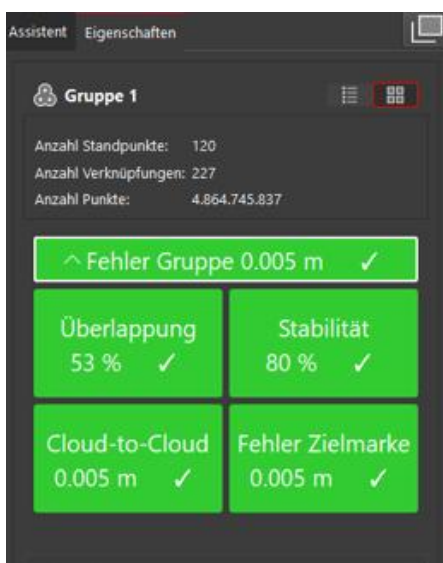 Assistent Eigenschaften
Gruppe 1
Anzahl Standpunkte: 120
Anzahl Verknüpfungen: 227
Anzahl Punkte: 4.864.745.837
Fehler Gruppe 0.005 m ✓
Überlappung
53 % ✓
Stabilität
80 % ✓
Cloud-to-Cloud
0.005 m ✓
Fehler Zielmarke
0.005 m ✓